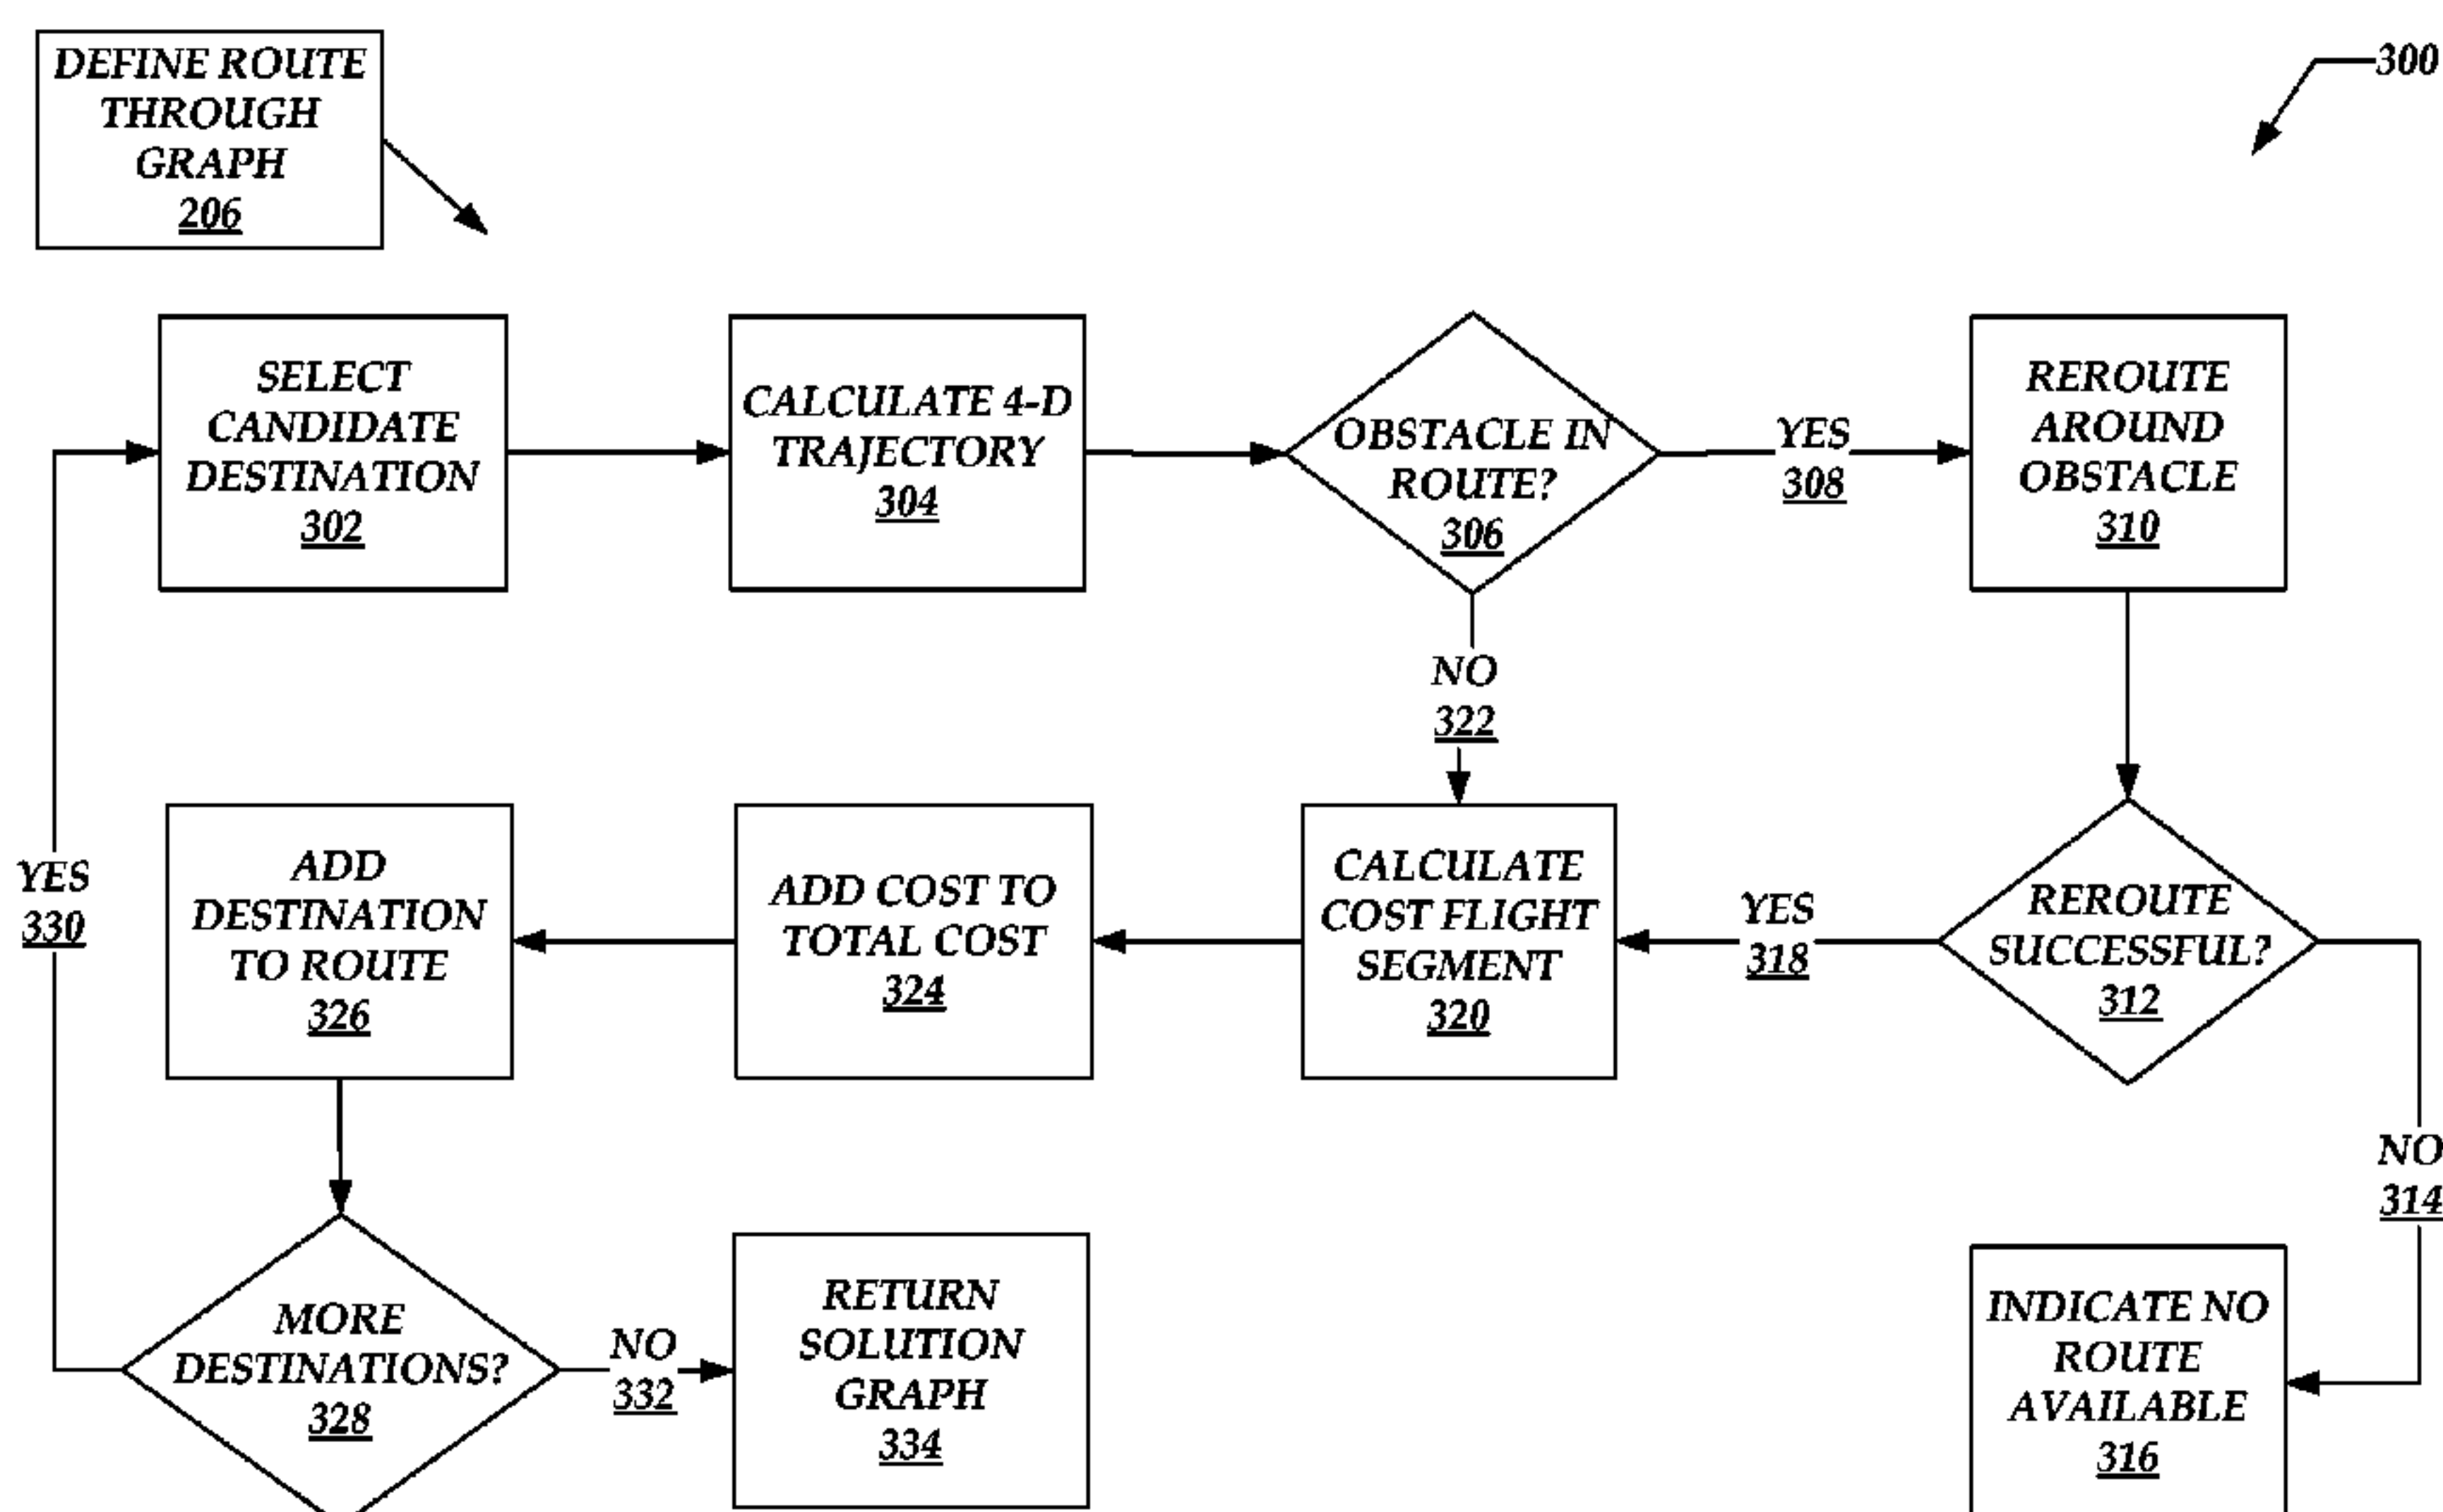 DEFINE ROUTE
THROUGH
GRAPH
206
300
SELECT
CANDIDATE
DESTINATION
302
CALCULATE 4-D
TRAJECTORY
304
OBSTACLE IN
ROUTE?
306
YES
308
REROUTE
AROUND
OBSTACLE
310
NO
322
YES
330
ADD
DESTINATION
TO ROUTE
326
ADD COST TO
TOTAL COST
324
CALCULATE
COST FLIGHT
SEGMENT
320
YES
318
REROUTE
SUCCESSFUL?
312
NO
314
MORE
DESTINATIONS?
328
NO
332
RETURN
SOLUTION
GRAPH
334
INDICATE NO
ROUTE
AVAILABLE
316